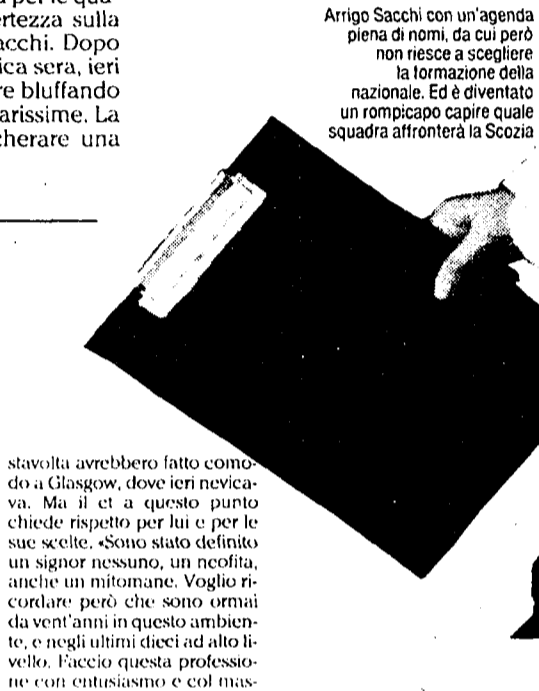 a per le qua-
ertezza sulla
acchi. Dopo
ica sera, ieri
re bluffando
arissime. La
cherare una
Arrigo Sacchi con un'agenda
piena di nomi, da cui però
non riesce a scegliere
la formazione della
nazionale. Ed è diventato
un rompicapo capire quale
squadra affronterà la Scozia
stavolta avrebbero fatto como-
do a Glasgow, dove ieri nevica-
va. Ma il ct a questo punto
chiede rispetto per lui e per le
sue scelte. «Sono stato definito
un signor nessuno, un neofita,
anche un mitomane. Voglio ri-
cordare però che sono ormai
da vent'anni in questo ambien-
te, e negli ultimi dieci ad alto li-
vello. Faccio questa professio-
ne con entusiasmo e col mas-